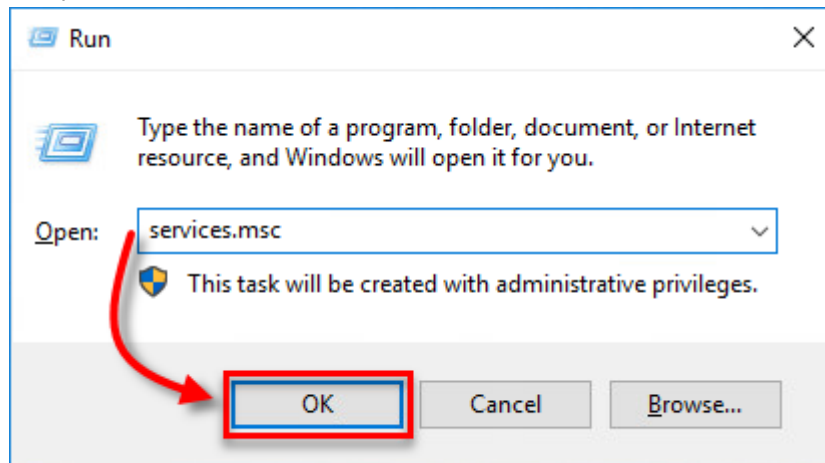 Run
Type the name of a program, folder, document, or Internet
resource, and Windows will open it for you.
Open: services.msc
This task will be created with administrative privileges.
OK Cancel Browse...